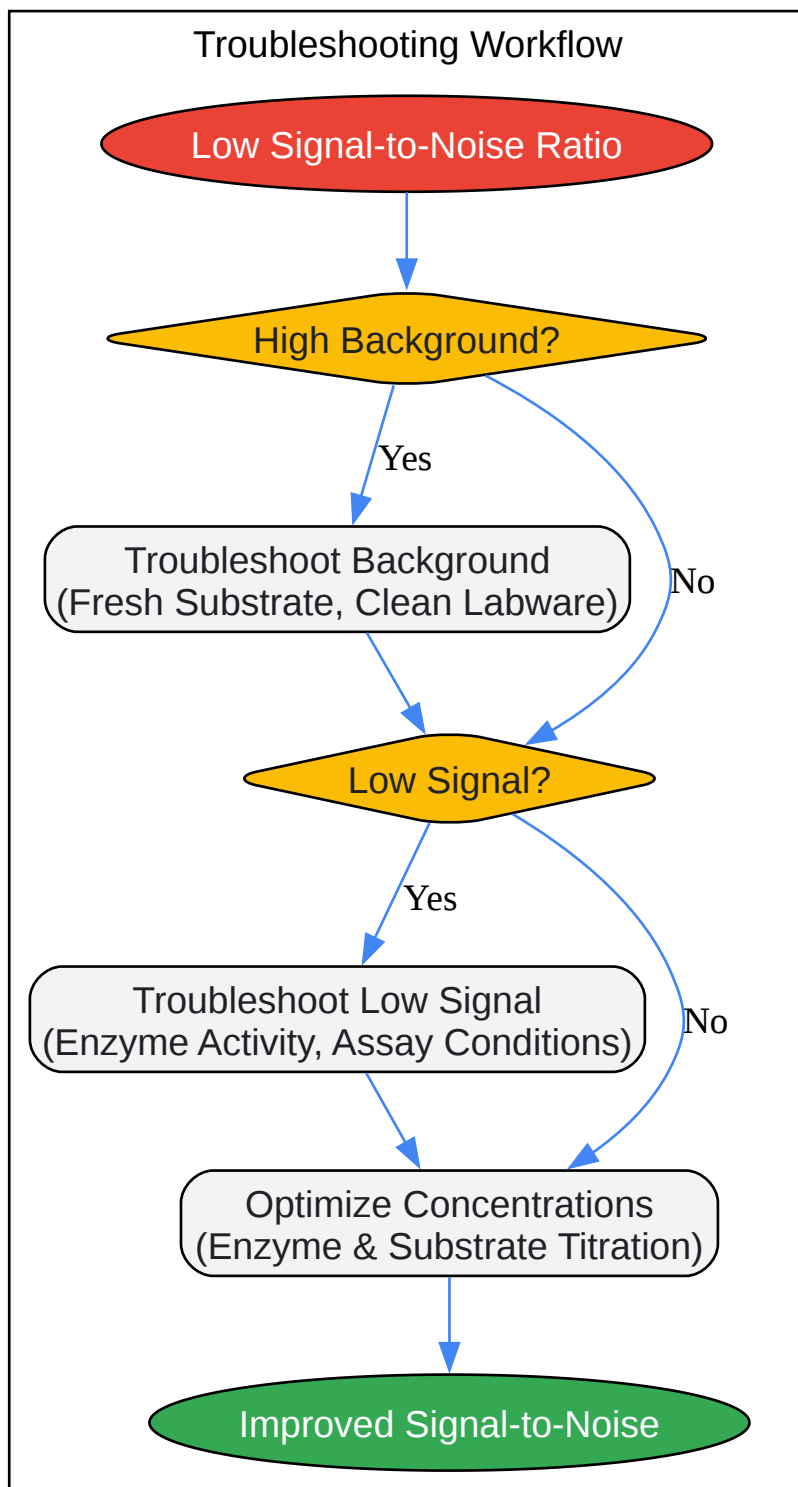 Troubleshooting Workflow
Low Signal-to-Noise Ratio
High Background?
Yes
Troubleshoot Background
(Fresh Substrate, Clean Labware)
No
Low Signal?
Yes
Troubleshoot Low Signal
(Enzyme Activity, Assay Conditions)
No
Optimize Concentrations
(Enzyme & Substrate Titration)
Improved Signal-to-Noise